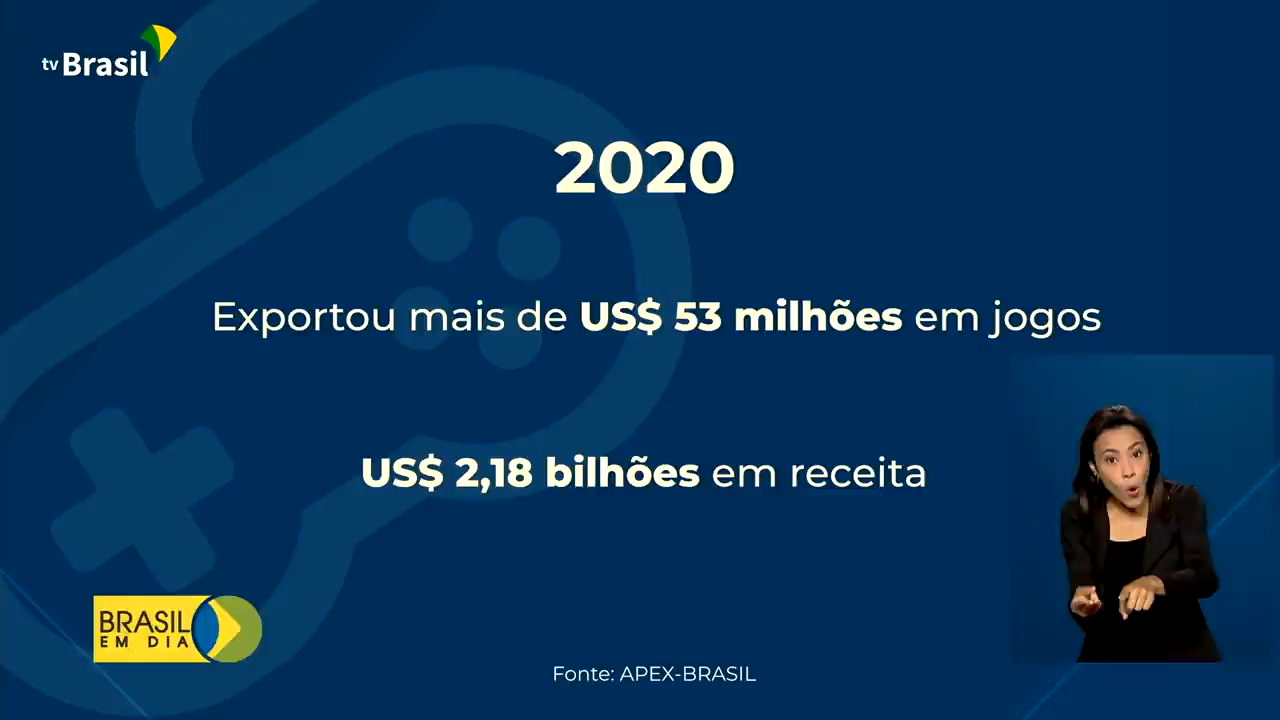 tv Brasil
2020
Exportou mais de US$ 53 milhões em jogos
US$ 2,18 bilhões em receita
BRASIL
EM DIA
Fonte: APEX-BRASIL